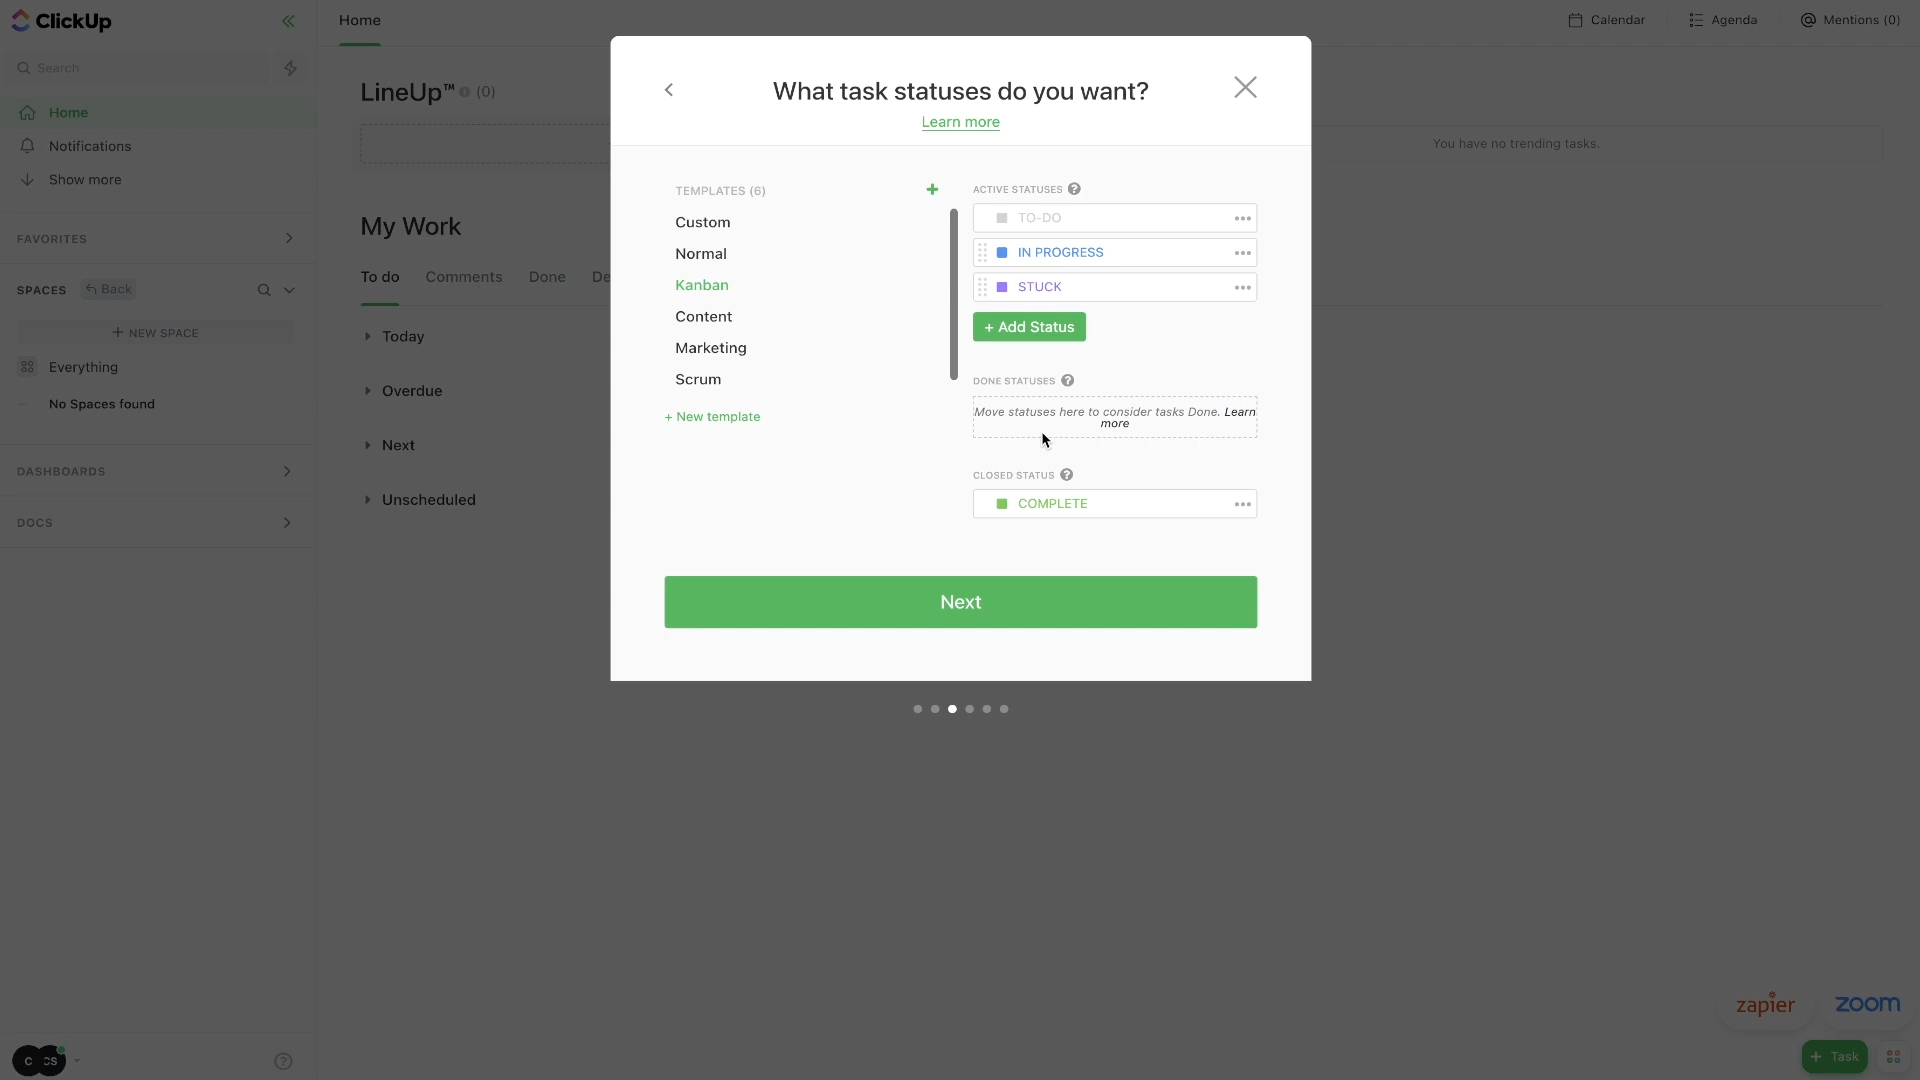 ClickUp
Home
Calendar
Agenda
Mentions (0)
Search
Home
Notifications
Show more
FAVORITES
SPACES
Back
+ NEW SPACE
Everything
No Spaces found
DASHBOARDS
DOCS
LineUp™ (0)
You have no trending tasks.
My Work
To do
Comments
Done
De
Today
Overdue
Next
Unscheduled
What task statuses do you want?
Learn more
TEMPLATES (6)
Custom
Normal
Kanban
Content
Marketing
Scrum
+ New template
ACTIVE STATUSES
TO-DO
IN PROGRESS
STUCK
+ Add Status
DONE STATUSES
Move statuses here to consider tasks Done. Learn
more
CLOSED STATUS
COMPLETE
Next
zapier
zoom
+ Task
C
CS